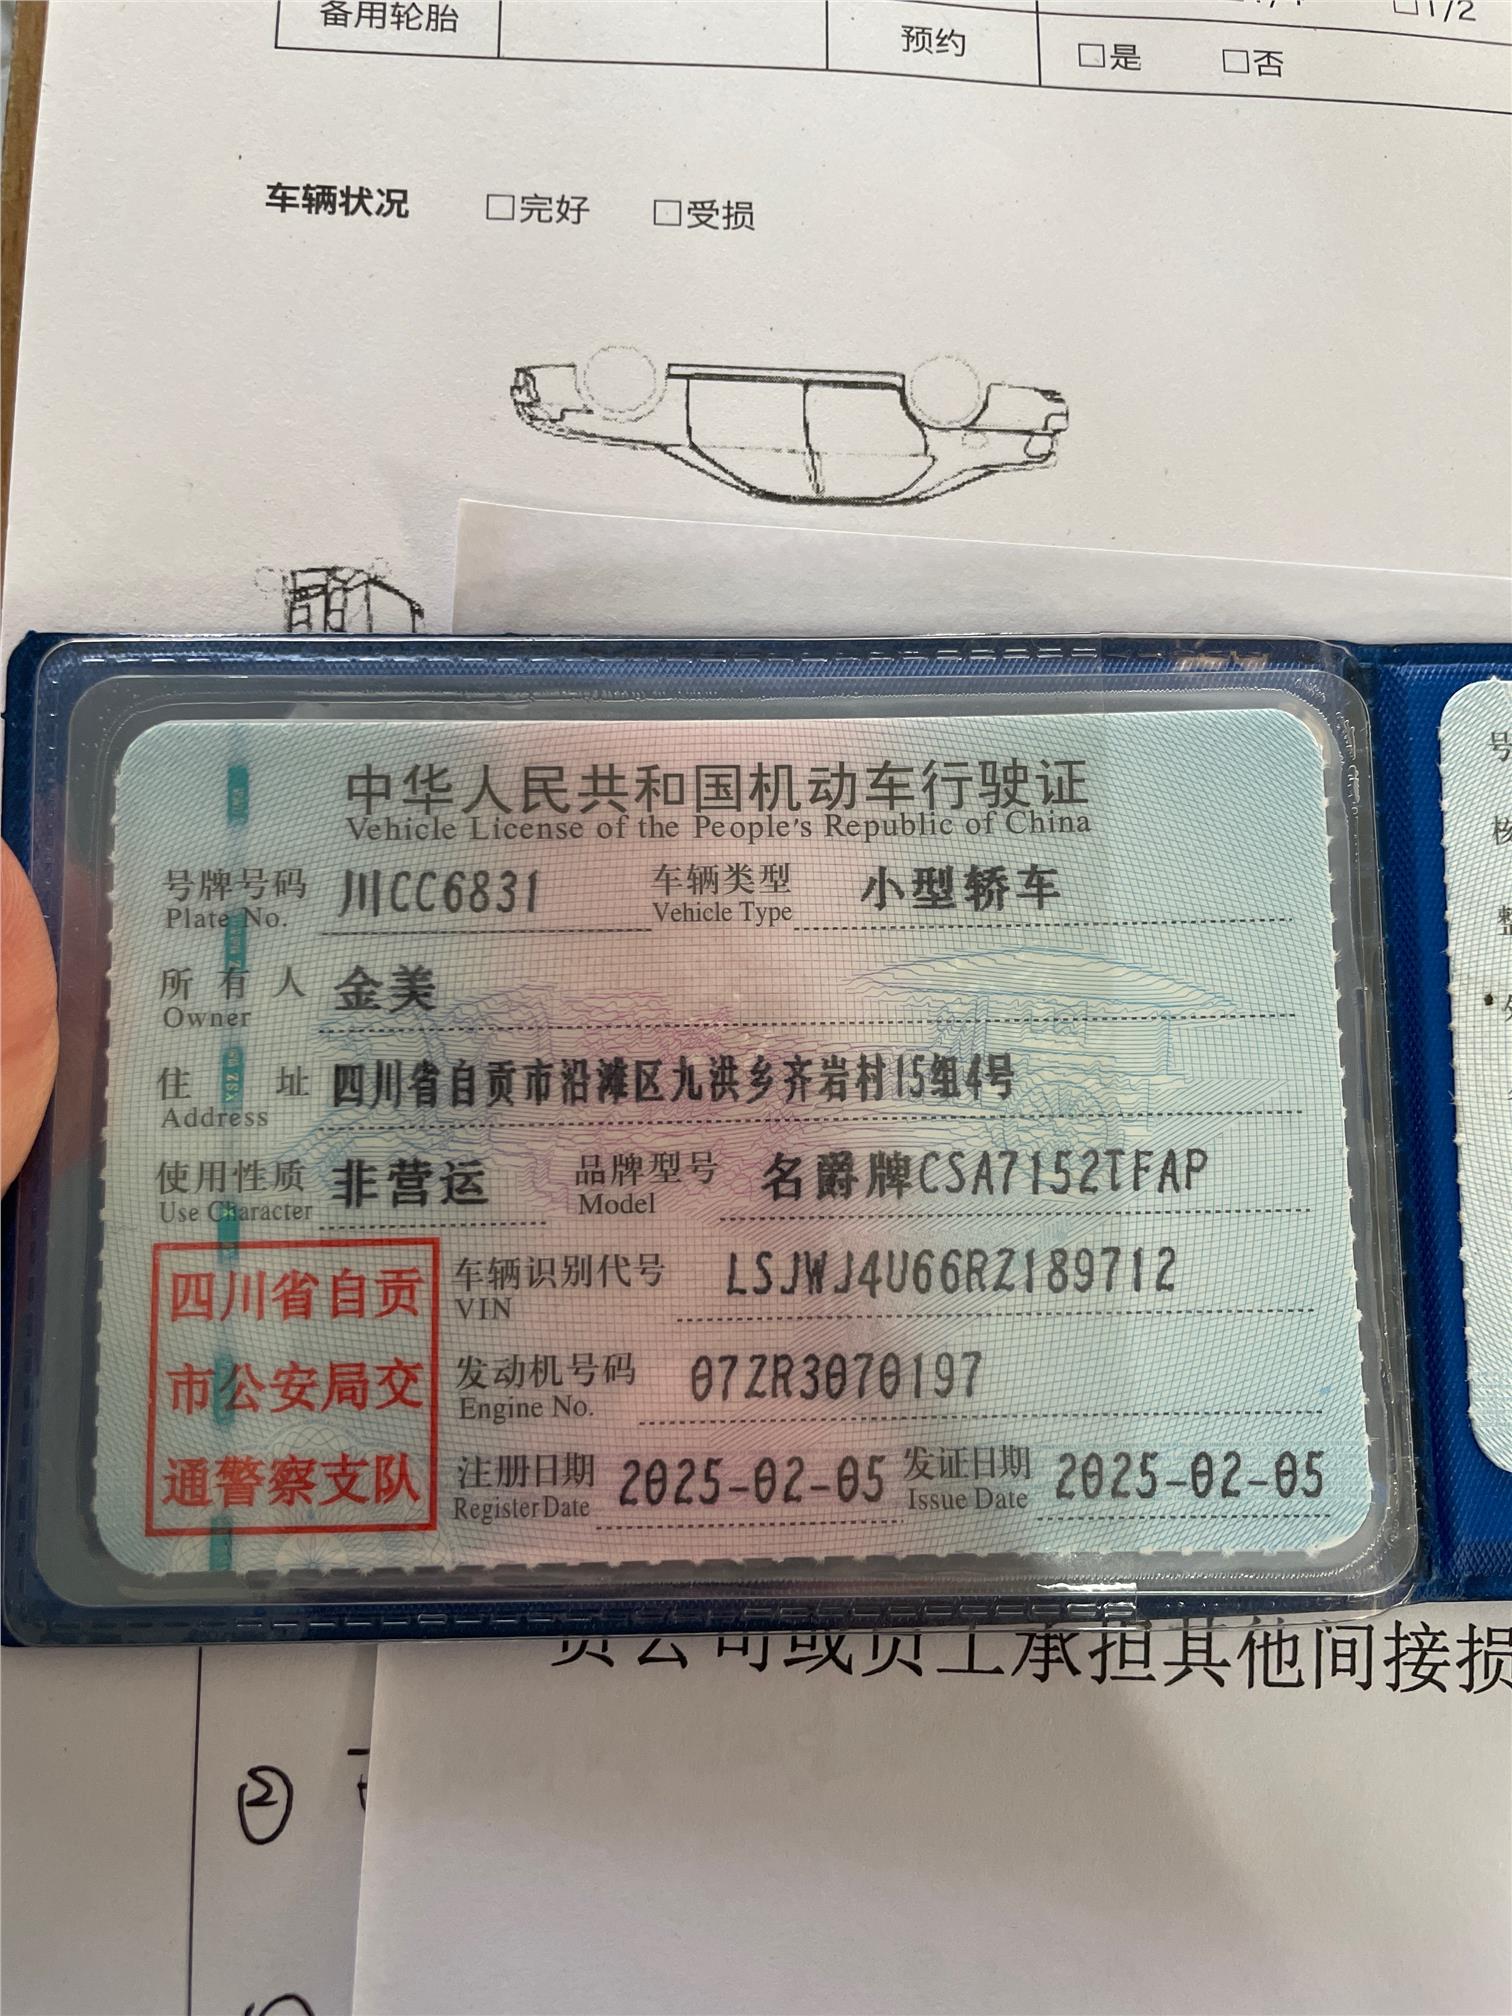 备用轮胎
预约 □是 □否 □1/2
车辆状况 □完好 □受损
中华人民共和国机动车行驶证
Vehicle License of the People's Republic of China
号牌号码 川CC6831 车辆类型 小型轿车
Plate No. Vehicle Type
所有人 金美
Owner
住址 四川省自贡市沿滩区九洪乡齐岩村15组4号
Address
使用性质 非营运 品牌型号 名爵牌CSA7152TFAP
Use Character Model
四川省自贡
市公安局交
通警察支队
车辆识别代号 LSJWJ4U66RZ189712
VIN
发动机号码 07ZR3070197
Engine No.
注册日期 2025-02-05 发证日期 2025-02-05
Register Date Issue Date
号
核
整
责公司或员工承担其他间接损
②